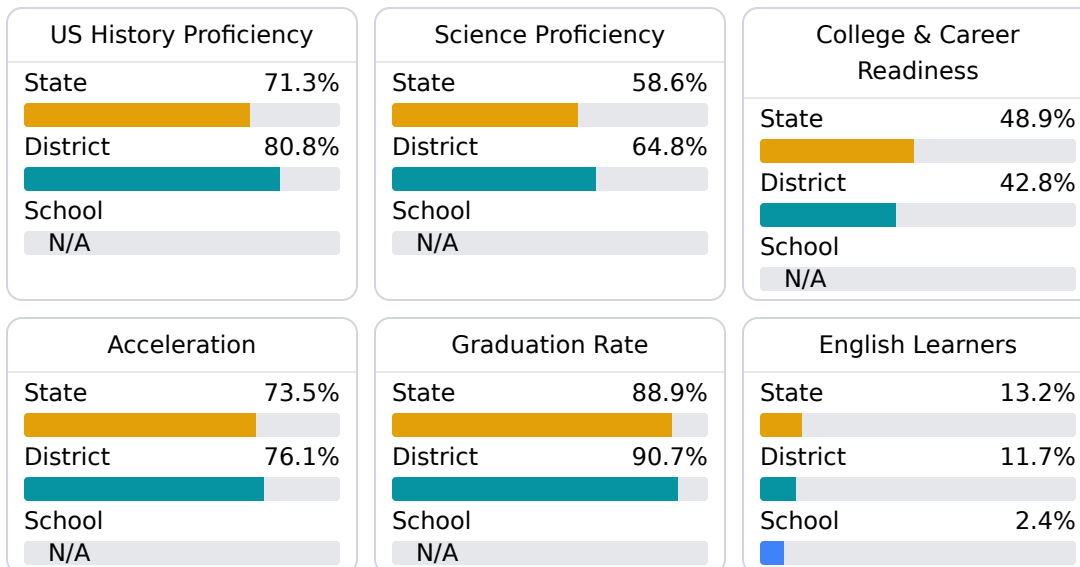 US History Proficiency
State 71.3%
District 80.8%
School
N/A
Science Proficiency
State 58.6%
District 64.8%
School
N/A
College & Career
Readiness
State 48.9%
District 42.8%
School
N/A
Acceleration
State 73.5%
District 76.1%
School
N/A
Graduation Rate
State 88.9%
District 90.7%
School
N/A
English Learners
State 13.2%
District 11.7%
School 2.4%